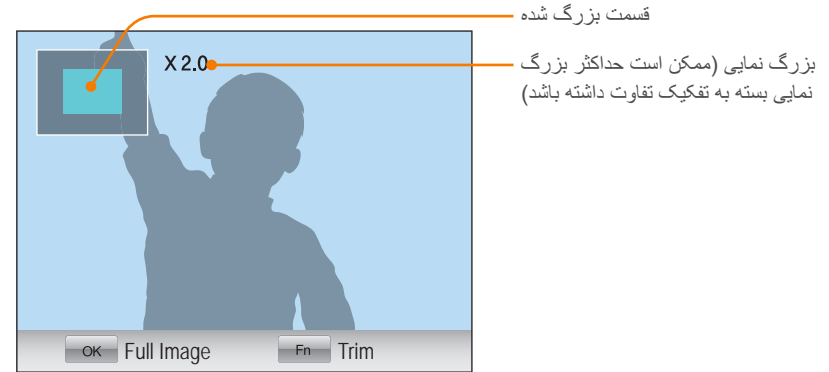 قسمت بزرگ شده
X 2.0
بزرگ نمایی (ممکن است حداکثر بزرگ
نمایی بسته به تفکیک تفاوت داشته باشد)
OK Full Image Fn Trim